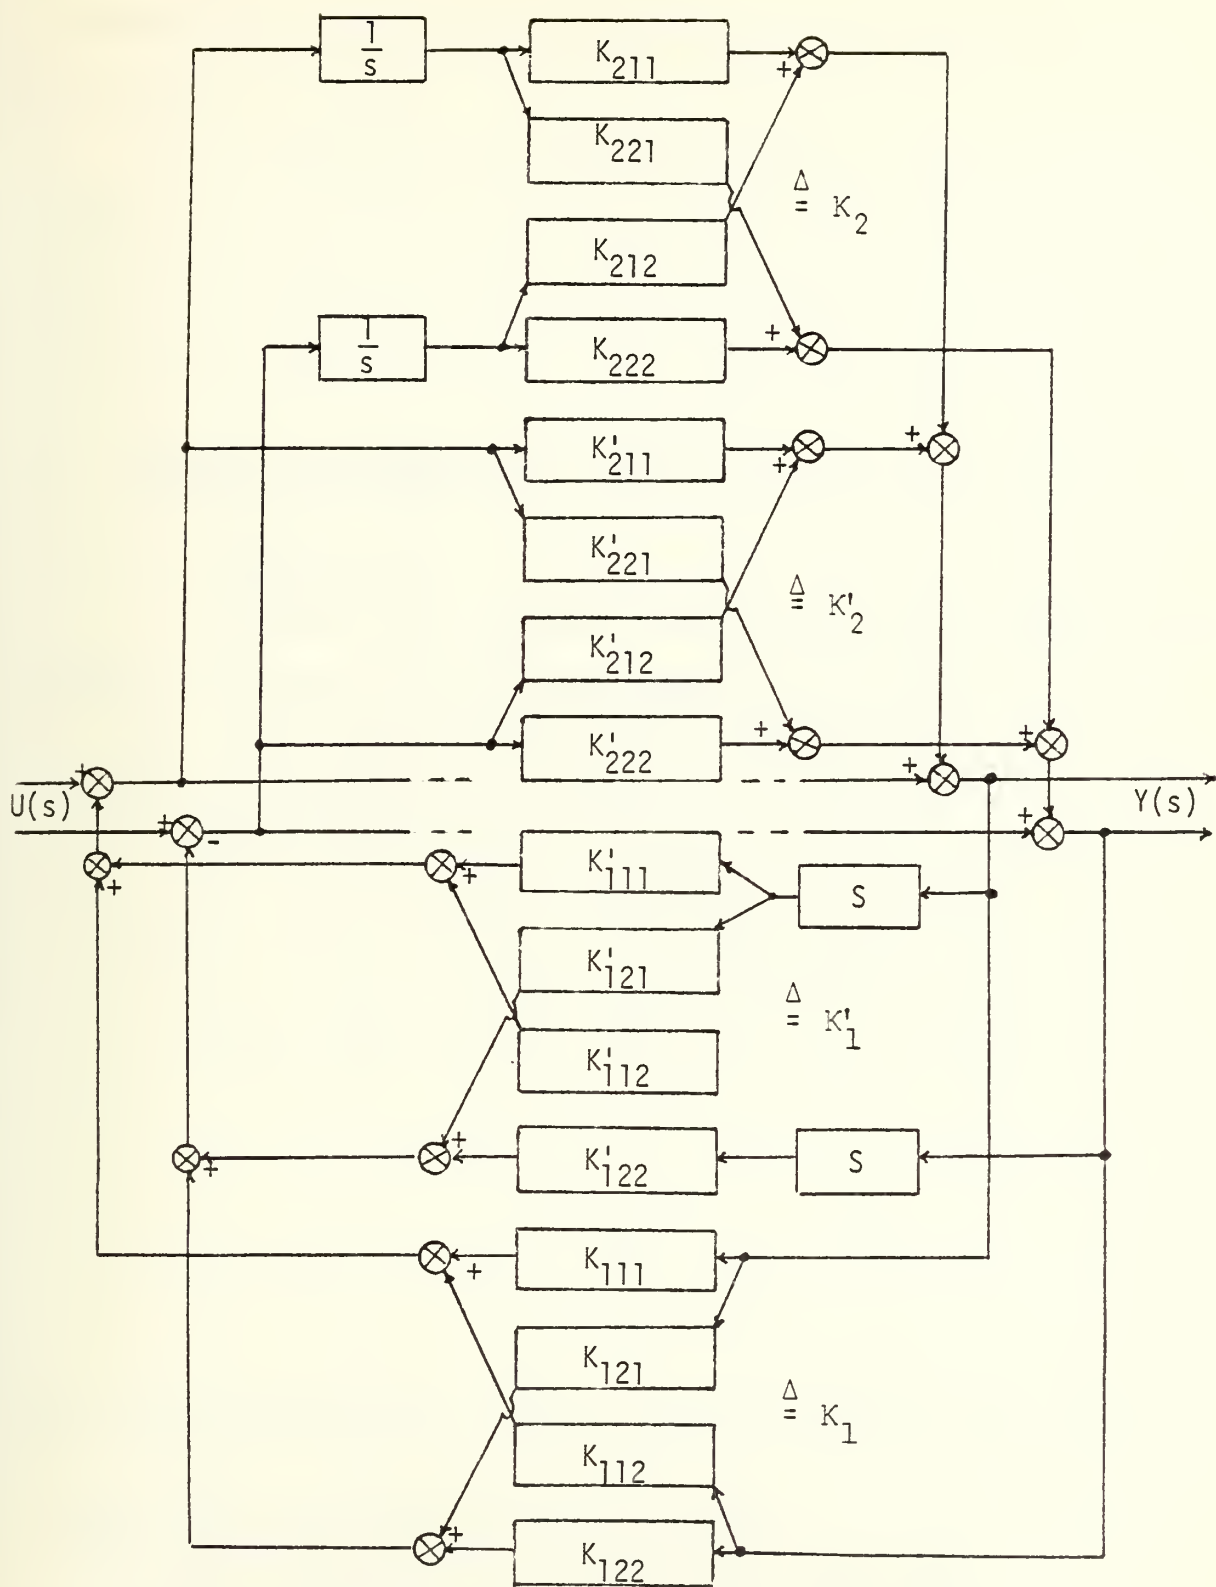 1/s K211
+
K221
≜ K2
K212
1/s K222 +
K'211 + +
K'221
≜ K'2
K'212
K'222 + +
U(s) + + Y(s)
+ - +
+ + K'111 S
K'121
≜ K'1
K'112
+ + K'122 S
+ K111
K121
≜ K1
K112
+ K122